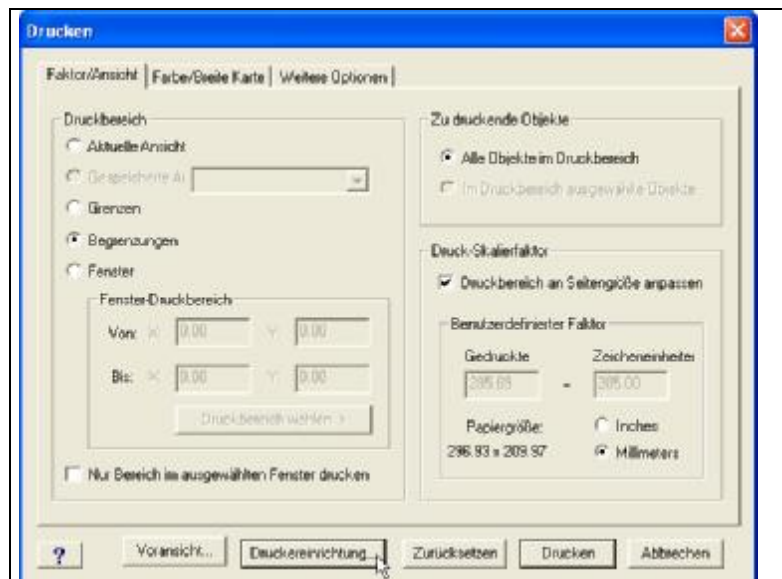 Drucken
Faktor/Ansicht Farbe/Breite Karte Weitere Optionen
Druckbereich
Aktuelle Ansicht
Gespeicherte An
Grenzen
Begrenzungen
Fenster
Fenster-Druckbereich
Von: X: 0.00 Y: 0.00
Bis: X: 0.00 Y: 0.00
Druckbereich wählen >
Nur Bereich im ausgewählten Fenster drucken
Zu druckende Objekte
Alle Objekte im Druckbereich
Im Druckbereich ausgewählte Objekte
Druck-Skalierfaktor
Druckbereich an Seitengröße anpassen
Benutzerdefinierter Faktor
Gedruckte Zeicheneinheiten
=
Papiergröße: Inches
296.93 x 209.97 Millimeters
? Voransicht... Druckereinrichtung... Zurücksetzen Drucken Abbrechen